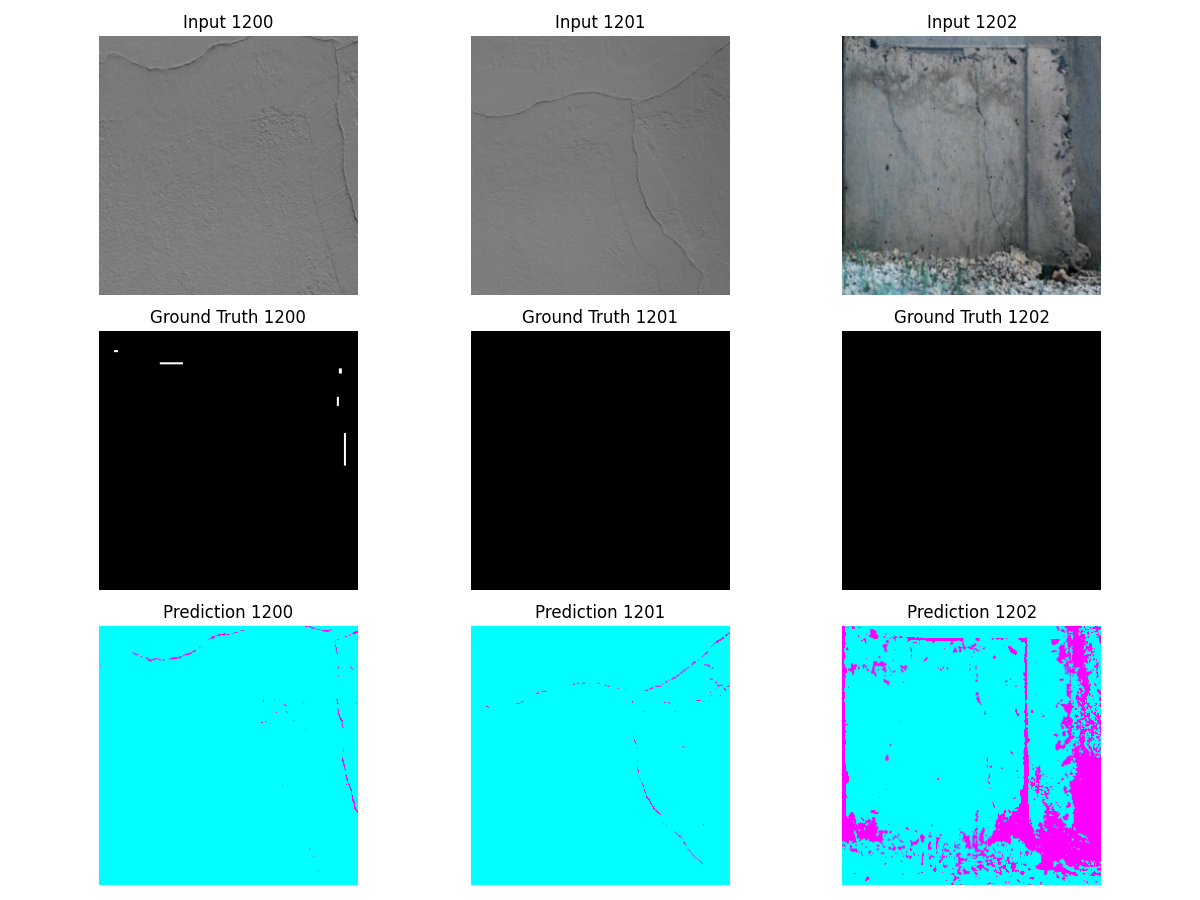 Input 1200
Input 1201
Input 1202
Ground Truth 1200
Ground Truth 1201
Ground Truth 1202
Prediction 1200
Prediction 1201
Prediction 1202